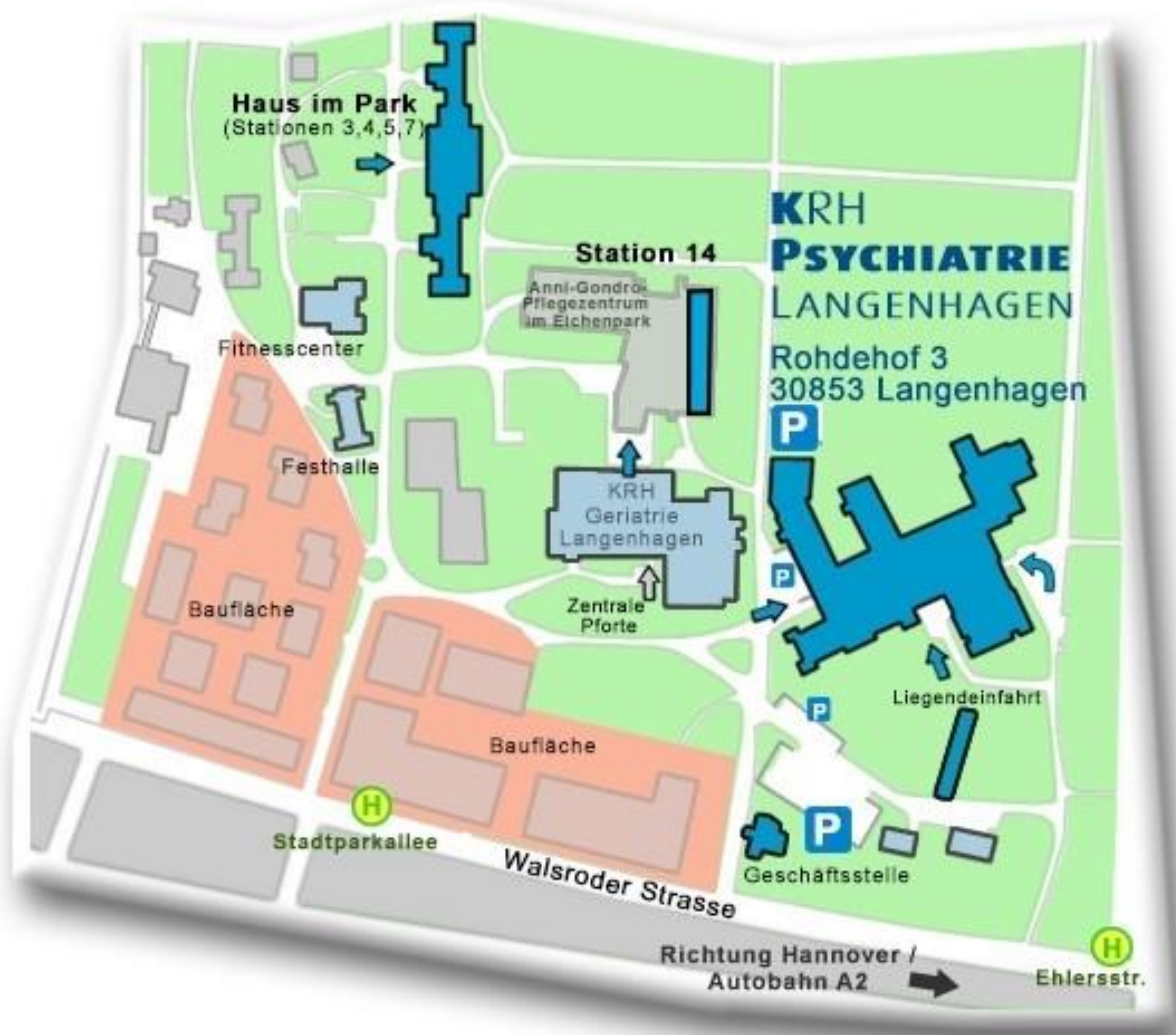 Haus im Park
(Stationen 3,4,5,7)
KRH
PSYCHIATRIE
LANGENHAGEN
Rohdehof 3
30853 Langenhagen
P
Station 14
Anni-Gondro-
Pflegezentrum
im Eichenpark
Fitnesscenter
Festhalle
KRH
Geriatrie
Langenhagen
P
Zentrale
Pforte
Baufläche
Liegendeinfahrt
P
Baufläche
H
Stadtparkallee
P
Geschäftsstelle
Walsroder Strasse
Richtung Hannover /
Autobahn A2
H
Ehlersstr.